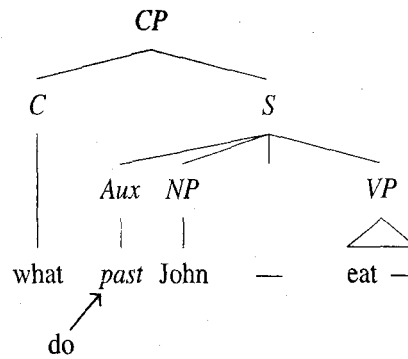 CP
C S
Aux NP VP
what past John — eat —
do